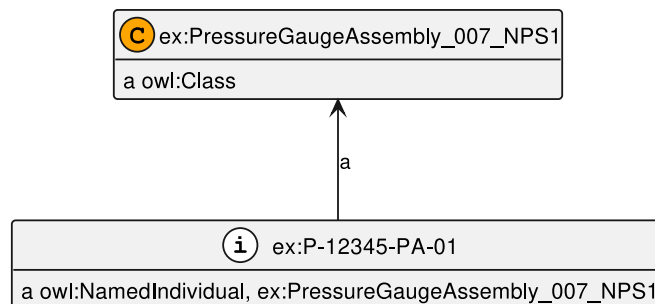 C ex:PressureGaugeAssembly_007_NPS1
a owl:Class
a
i ex:P-12345-PA-01
a owl:NamedIndividual, ex:PressureGaugeAssembly_007_NPS1